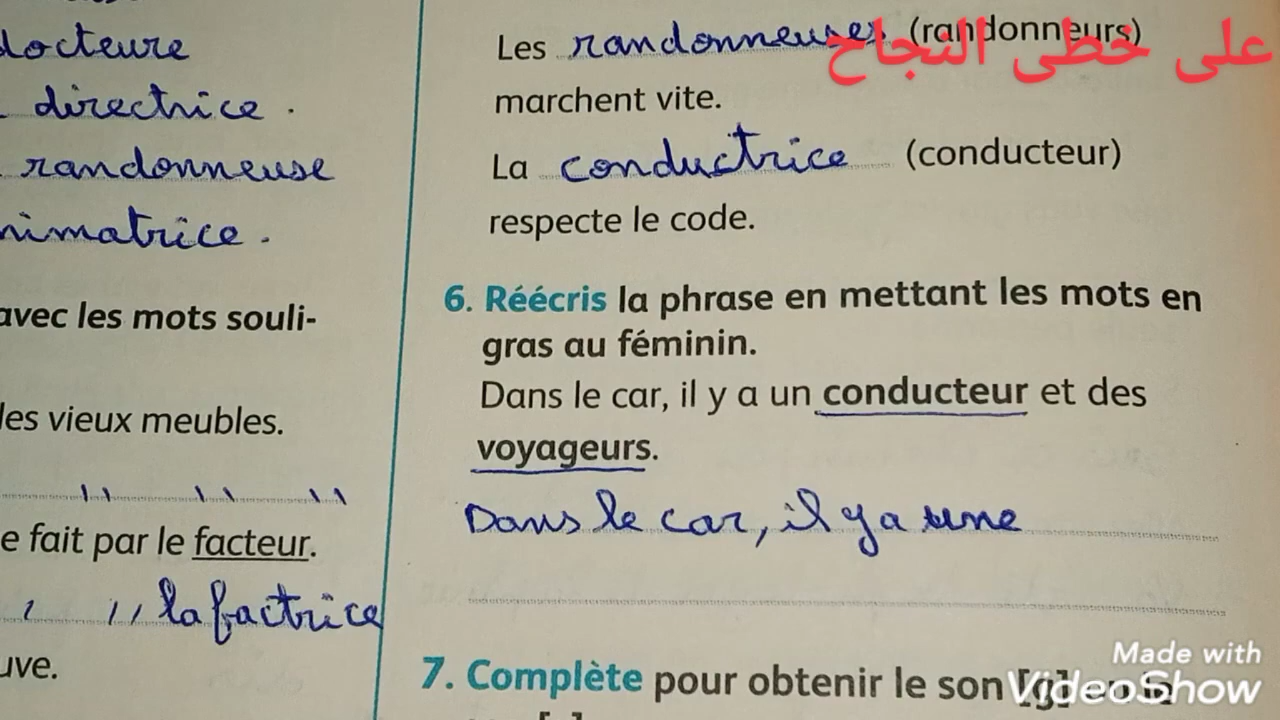 docteure
directrice.
randonneuse
nimatrice.
avec les mots souli-
les vieux meubles.
'' '' ''
e fait par le facteur.
' '' la factrice
uve.
Les randonneuses (randonneurs)
marchent vite.
La conductrice (conducteur)
respecte le code.
6. Réécris la phrase en mettant les mots en
gras au féminin.
Dans le car, il y a un conducteur et des
voyageurs.
Dans le car, il y a une
7. Complète pour obtenir le son [g] ou le
على خطى النجاح
Made with
VideoShow